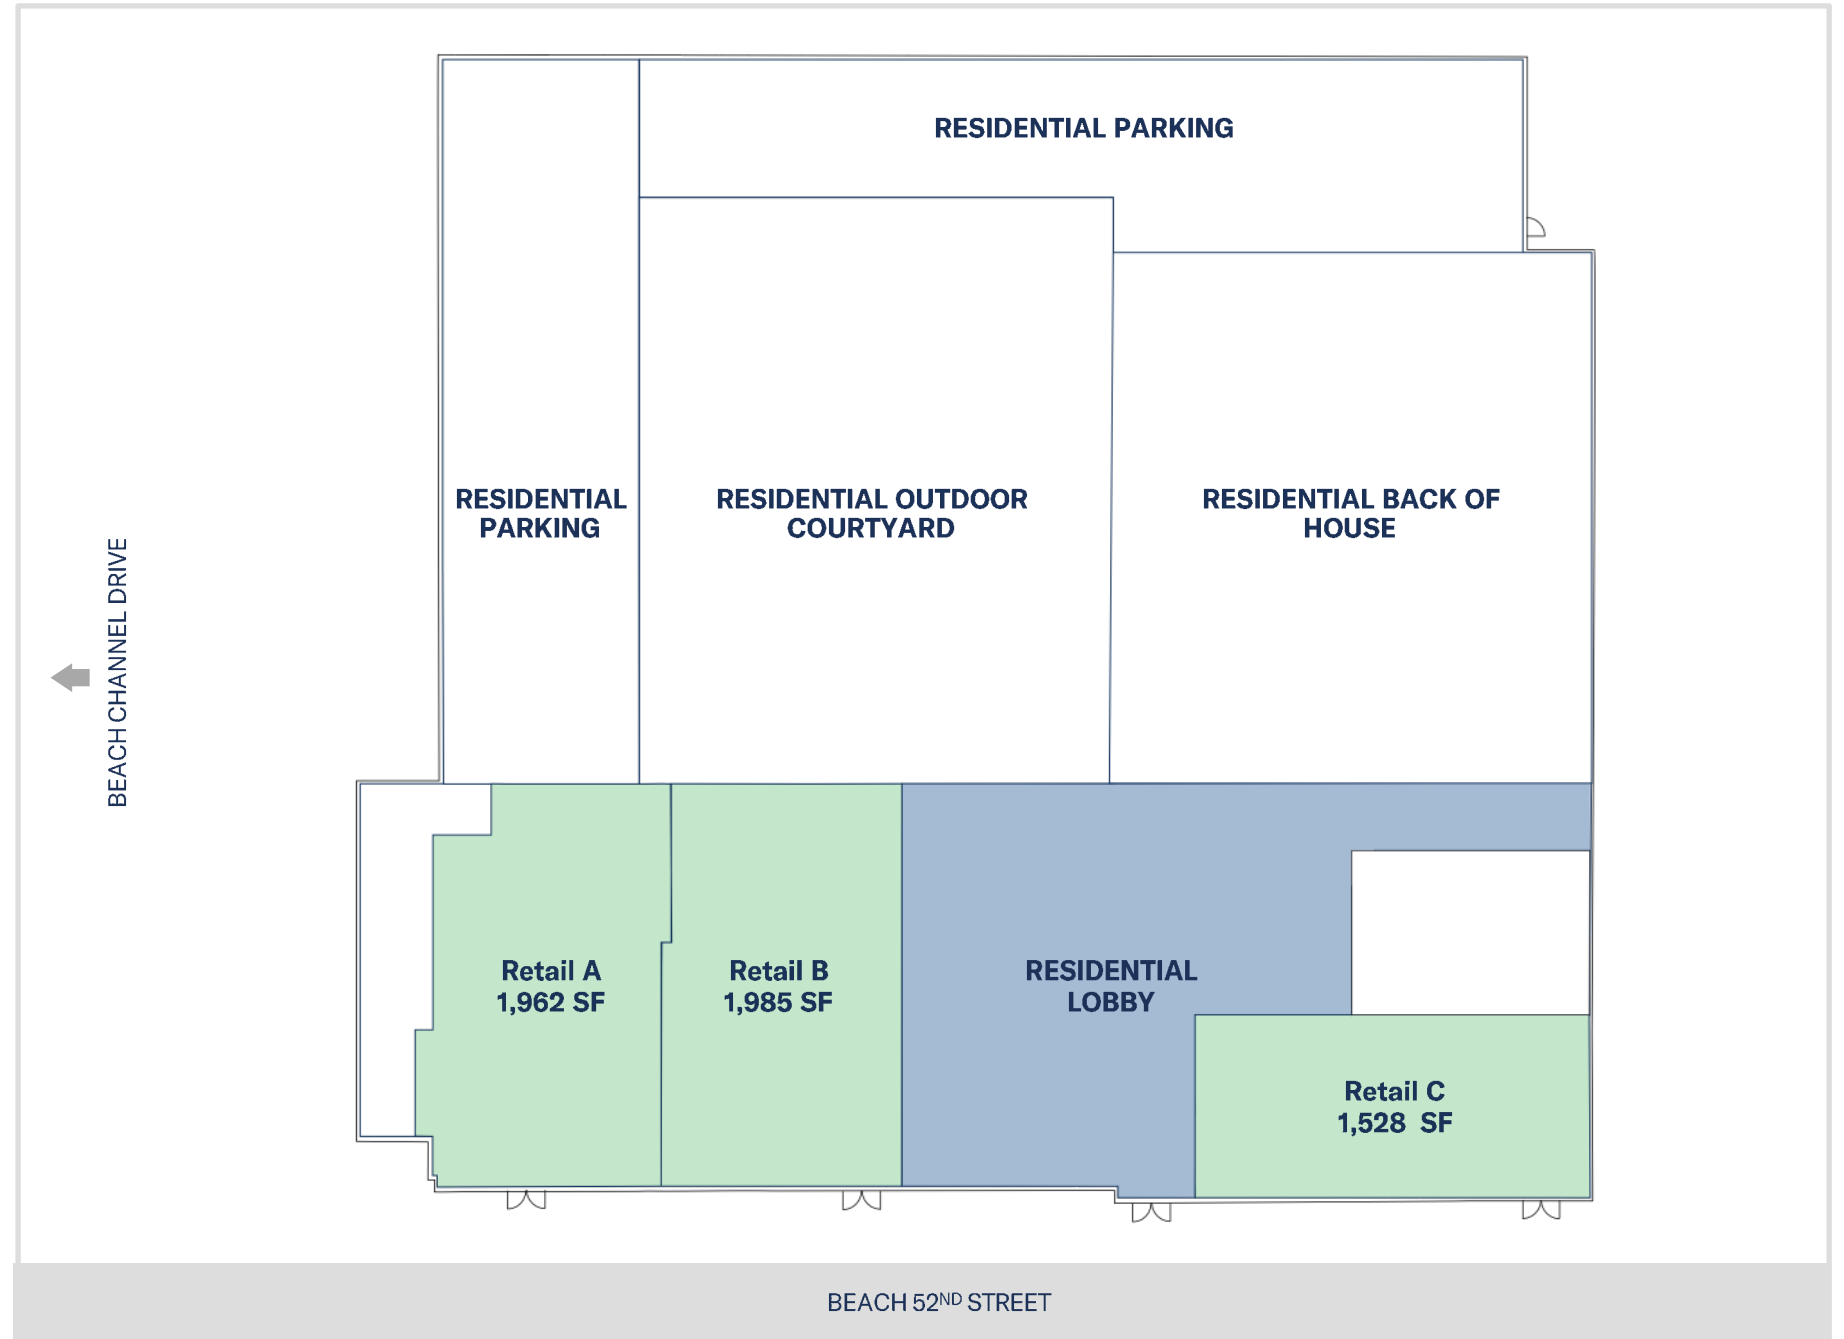 RESIDENTIAL PARKING
RESIDENTIAL
PARKING
RESIDENTIAL OUTDOOR
COURTYARD
RESIDENTIAL BACK OF
HOUSE
BEACH CHANNEL DRIVE
Retail A
1,962 SF
Retail B
1,985 SF
RESIDENTIAL
LOBBY
Retail C
1,528 SF
BEACH 52ND STREET